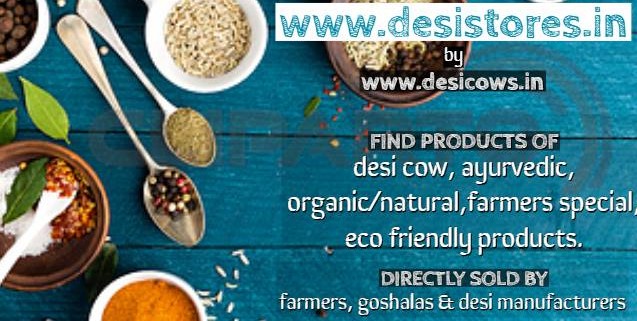 www.desistores.in
by
www.desicows.in
FIND PRODUCTS OF
desi cow, ayurvedic,
organic/natural,farmers special,
eco friendly products.
DIRECTLY SOLD BY
farmers, goshalas & desi manufacturers